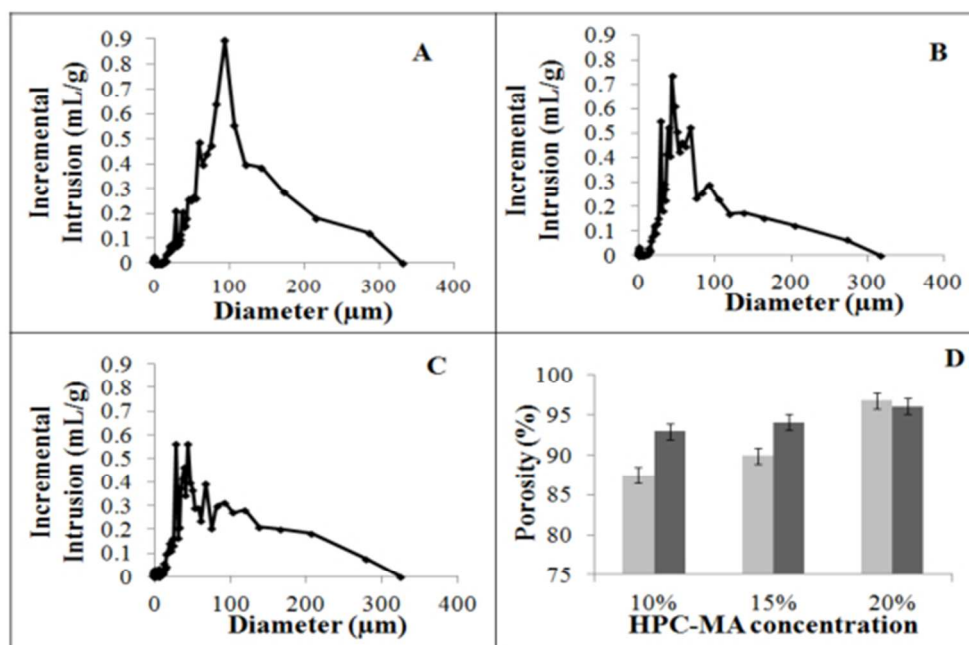 A
Incremental
Intrusion (mL/g)
0.9
0.8
0.7
0.6
0.5
0.4
0.3
0.2
0.1
0
0 100 200 300 400
Diameter (µm)
B
Incremental
Intrusion (mL/g)
0.9
0.8
0.7
0.6
0.5
0.4
0.3
0.2
0.1
0
0 100 200 300 400
Diameter (µm)
C
Incremental
Intrusion (mL/g)
0.9
0.8
0.7
0.6
0.5
0.4
0.3
0.2
0.1
0
0 100 200 300 400
Diameter (µm)
D
Porosity (%)
100
95
90
85
80
75
10% 15% 20%
HPC-MA concentration